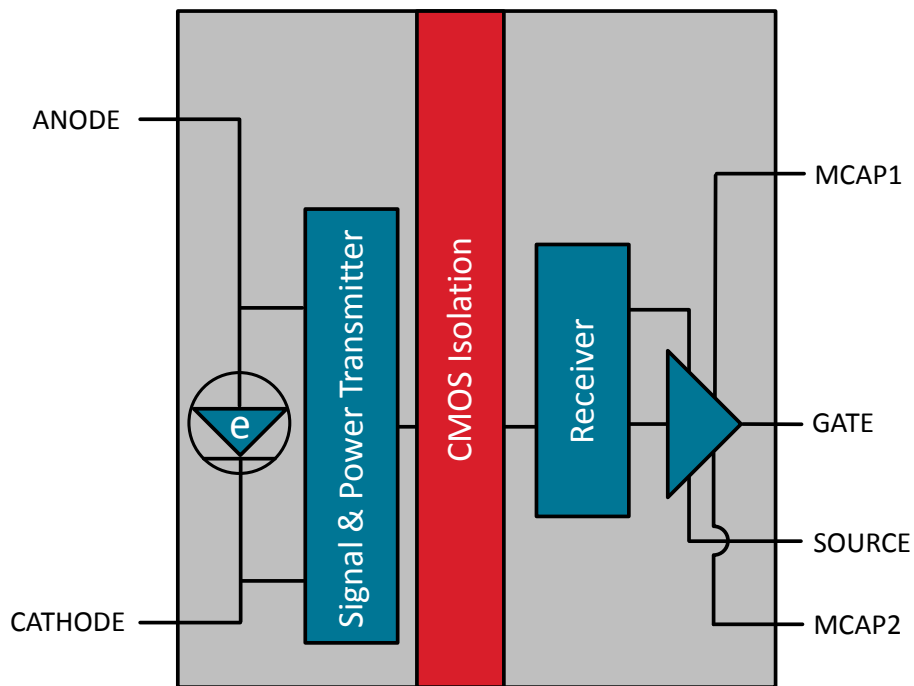 ANODE
CATHODE
e
Signal & Power Transmitter
CMOS Isolation
Receiver
MCAP1
GATE
SOURCE
MCAP2